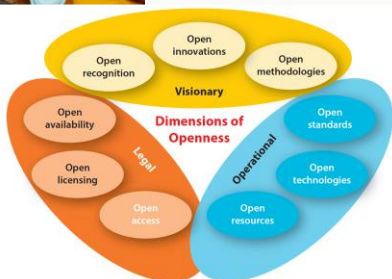 Open
innovations
Open
recognition
Open
methodologies
Visionary
Dimensions of
Openness
Open
availability
Open
licensing
Open
access
Legal
Open
standards
Open
technologies
Open
resources
Operational